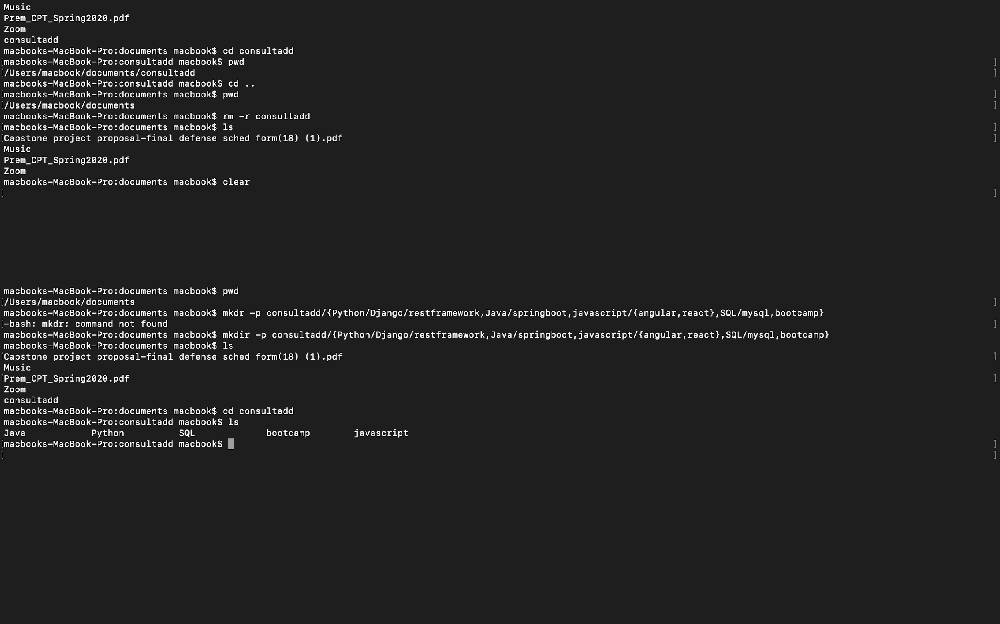 Music
Prem_CPT_Spring2020.pdf
Zoom
consultadd
macbooks-MacBook-Pro:documents macbook$ cd consultadd
[macbooks-MacBook-Pro:consultadd macbook$ pwd ]
[/Users/macbook/documents/consultadd ]
macbooks-MacBook-Pro:consultadd macbook$ cd ..
[macbooks-MacBook-Pro:documents macbook$ pwd ]
[/Users/macbook/documents ]
macbooks-MacBook-Pro:documents macbook$ rm -r consultadd
[macbooks-MacBook-Pro:documents macbook$ ls ]
[Capstone project proposal-final defense sched form(18) (1).pdf ]
Music
Prem_CPT_Spring2020.pdf
Zoom
macbooks-MacBook-Pro:documents macbook$ clear
[ ]
macbooks-MacBook-Pro:documents macbook$ pwd
[/Users/macbook/documents ]
macbooks-MacBook-Pro:documents macbook$ mkdr -p consultadd/{Python/Django/restframework,Java/springboot,javascript/{angular,react},SQL/mysql,bootcamp}
[-bash: mkdr: command not found ]
macbooks-MacBook-Pro:documents macbook$ mkdir -p consultadd/{Python/Django/restframework,Java/springboot,javascript/{angular,react},SQL/mysql,bootcamp}
macbooks-MacBook-Pro:documents macbook$ ls
[Capstone project proposal-final defense sched form(18) (1).pdf ]
Music
[Prem_CPT_Spring2020.pdf ]
Zoom
consultadd
macbooks-MacBook-Pro:documents macbook$ cd consultadd
macbooks-MacBook-Pro:consultadd macbook$ ls
Java Python SQL bootcamp javascript
[macbooks-MacBook-Pro:consultadd macbook$ ]
[ ]